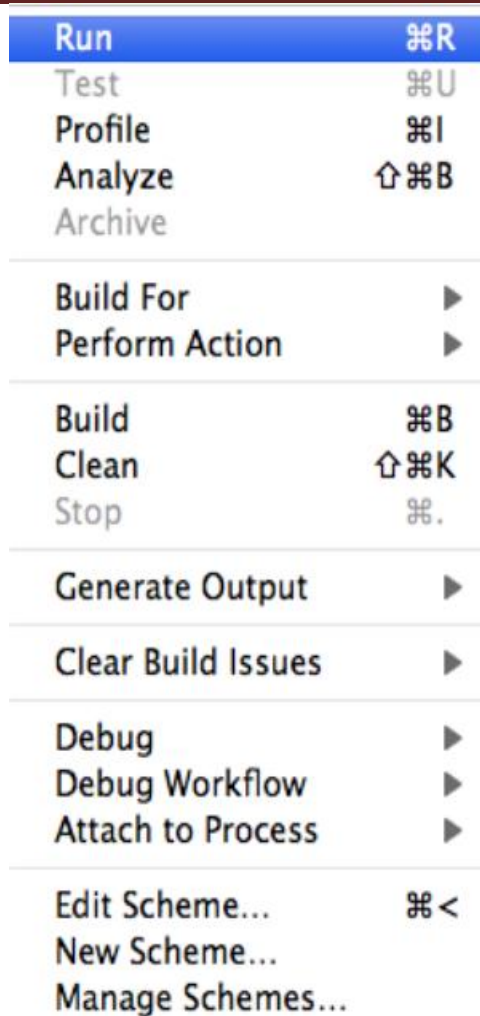 Run ⌘R
Test ⌘U
Profile ⌘I
Analyze ⇧⌘B
Archive
Build For ▶
Perform Action ▶
Build ⌘B
Clean ⇧⌘K
Stop ⌘.
Generate Output ▶
Clear Build Issues ▶
Debug ▶
Debug Workflow ▶
Attach to Process ▶
Edit Scheme... ⌘<
New Scheme...
Manage Schemes...